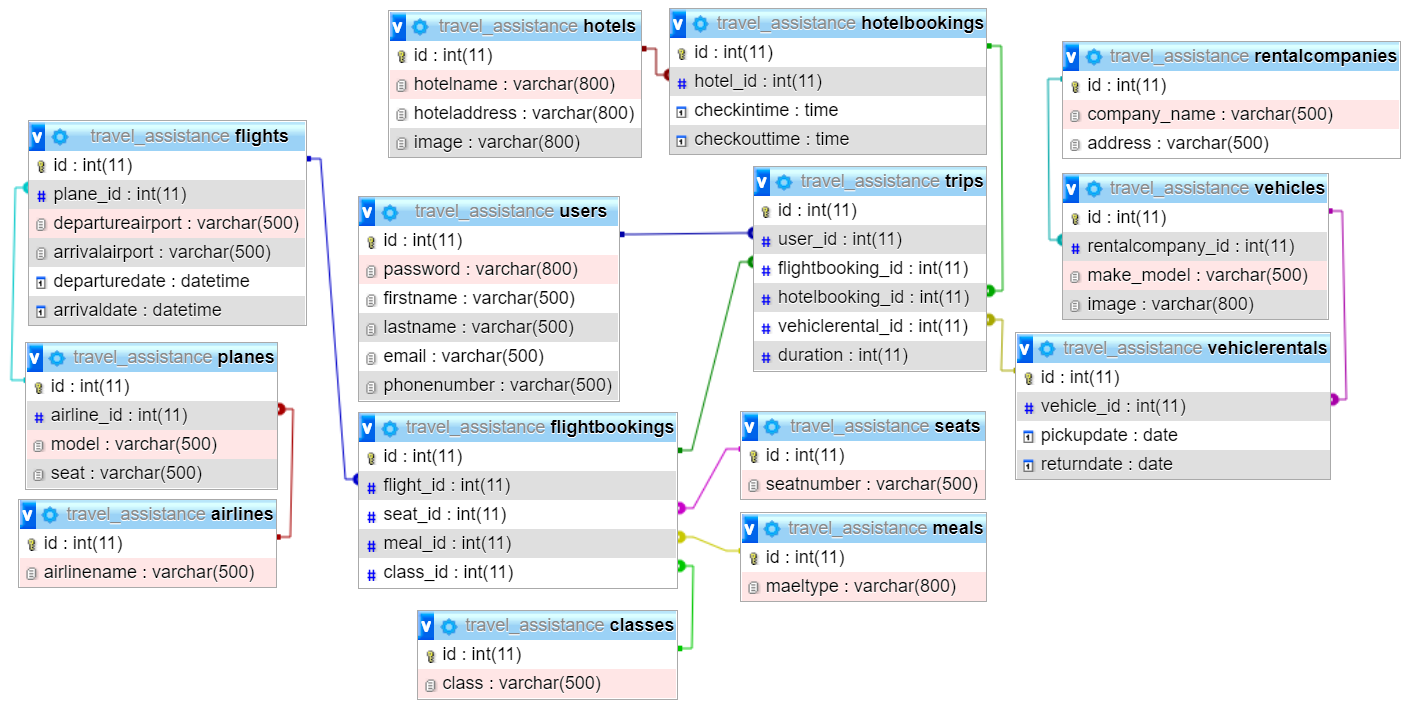 travel_assistance hotels
id : int(11)
hotelname : varchar(800)
hoteladdress : varchar(800)
image : varchar(800)
travel_assistance hotelbookings
id : int(11)
hotel_id : int(11)
checkintime : time
checkouttime : time
travel_assistance rentalcompanies
id : int(11)
company_name : varchar(500)
address : varchar(500)
travel_assistance flights
id : int(11)
plane_id : int(11)
departureairport : varchar(500)
arrivalairport : varchar(500)
departuredate : datetime
arrivaldate : datetime
travel_assistance users
id : int(11)
password : varchar(800)
firstname : varchar(500)
lastname : varchar(500)
email : varchar(500)
phonenumber : varchar(500)
travel_assistance trips
id : int(11)
user_id : int(11)
flightbooking_id : int(11)
hotelbooking_id : int(11)
vehiclerental_id : int(11)
duration : int(11)
travel_assistance vehicles
id : int(11)
rentalcompany_id : int(11)
make_model : varchar(500)
image : varchar(800)
travel_assistance vehiclerentals
id : int(11)
vehicle_id : int(11)
pickupdate : date
returndate : date
travel_assistance planes
id : int(11)
airline_id : int(11)
model : varchar(500)
seat : varchar(500)
travel_assistance flightbookings
id : int(11)
flight_id : int(11)
seat_id : int(11)
meal_id : int(11)
class_id : int(11)
travel_assistance seats
id : int(11)
seatnumber : varchar(500)
travel_assistance airlines
id : int(11)
airlinename : varchar(500)
travel_assistance meals
id : int(11)
maeltype : varchar(800)
travel_assistance classes
id : int(11)
class : varchar(500)